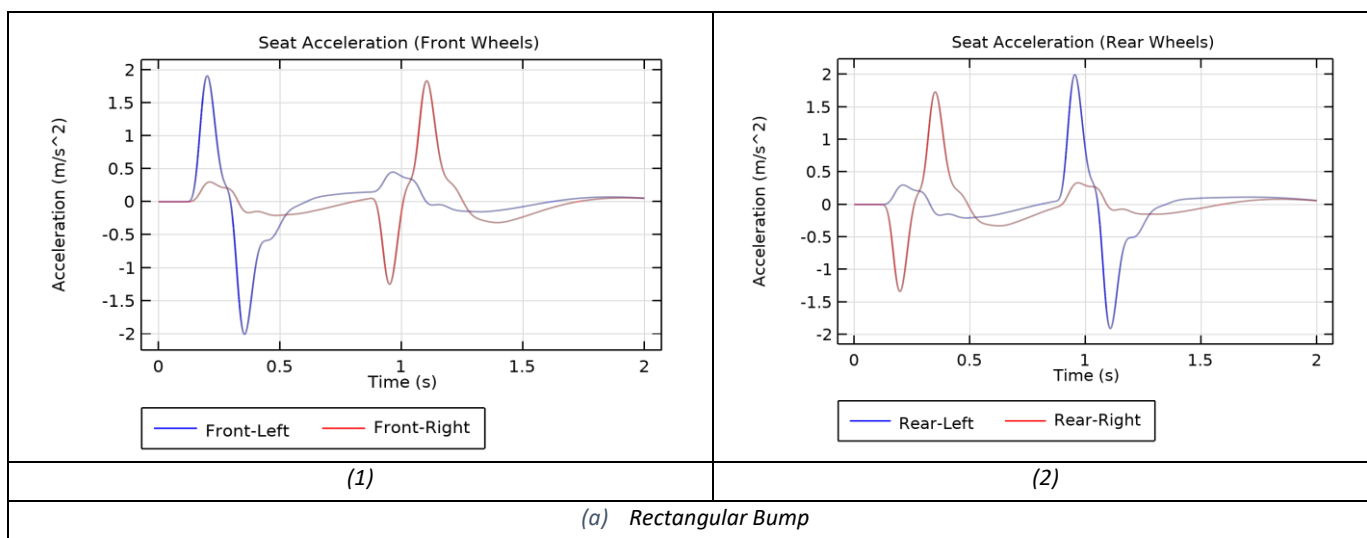 Seat Acceleration (Front Wheels)
2
1.5
1
0.5
0
-0.5
-1
-1.5
-2
Acceleration (m/s^2)
0 0.5 1 1.5 2
Time (s)
Front-Left Front-Right
Seat Acceleration (Rear Wheels)
2
1.5
1
0.5
0
-0.5
-1
-1.5
-2
Acceleration (m/s^2)
0 0.5 1 1.5 2
Time (s)
Rear-Left Rear-Right
(1) (2)
(a) Rectangular Bump